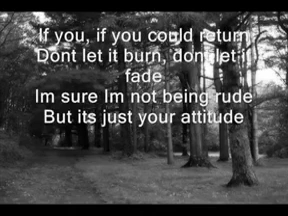 If you, if you could return
Dont let it burn, dont let i
fade
Im sure Im not being rude
But its just your attitude